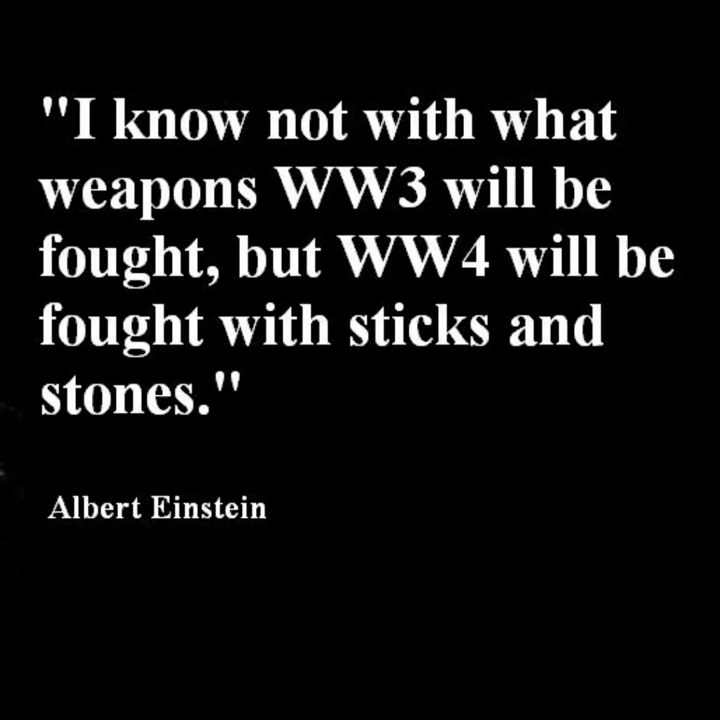 "I know not with what
weapons WW3 will be
fought, but WW4 will be
fought with sticks and
stones."
Albert Einstein